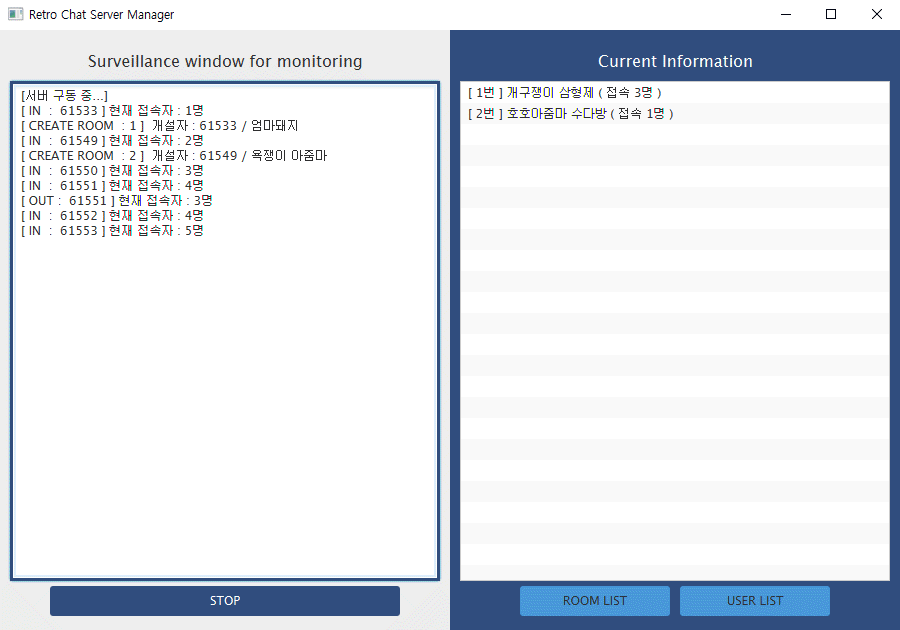 Retro Chat Server Manager
Surveillance window for monitoring
[서버 구동 중...]
[ IN : 61533 ] 현재 접속자 : 1명
[ CREATE ROOM : 1 ] 개설자 : 61533 / 엄마돼지
[ IN : 61549 ] 현재 접속자 : 2명
[ CREATE ROOM : 2 ] 개설자 : 61549 / 욕쟁이 아줌마
[ IN : 61550 ] 현재 접속자 : 3명
[ IN : 61551 ] 현재 접속자 : 4명
[ OUT : 61551 ] 현재 접속자 : 3명
[ IN : 61552 ] 현재 접속자 : 4명
[ IN : 61553 ] 현재 접속자 : 5명
STOP
Current Information
[ 1번 ] 개구쟁이 삼형제 ( 접속 3명 )
[ 2번 ] 호호아줌마 수다방 ( 접속 1명 )
ROOM LIST
USER LIST